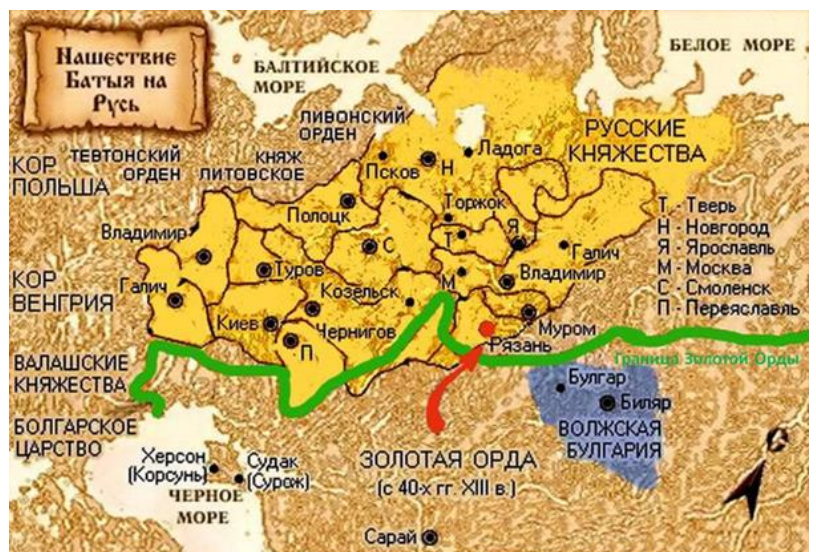 Нашествие
Батыя на
Русь
БАЛТИЙСКОЕ
МОРЕ
БЕЛОЕ МОРЕ
ЛИВОНСКИЙ
ОРДЕН
ТЕВТОНСКИЙ
ОРДЕН
КНЯЖ
ЛИТОВСКОЕ
КОР
ПОЛЬША
РУССКИЕ
КНЯЖЕСТВА
Псков
Н
Ладога
Полоцк
Торжок
Т
Я
Галич
Т - Тверь
Н - Новгород
Я - Ярославль
М - Москва
С - Смоленск
П - Переяславль
Владимир
С
М
Владимир
КОР
ВЕНГРИЯ
Галич
Туров
Козельск
Киев
Чернигов
П
Муром
Рязань
Граница Золотой Орды
ВАЛАШСКИЕ
КНЯЖЕСТВА
Булгар
Биляр
ВОЛЖСКАЯ
БУЛГАРИЯ
БОЛГАРСКОЕ
ЦАРСТВО
Херсон
(Корсунь)
Судак
(Сурож)
ЧЕРНОЕ
МОРЕ
ЗОЛОТАЯ ОРДА
(с 40-х гг. XIII в.)
Сарай
С